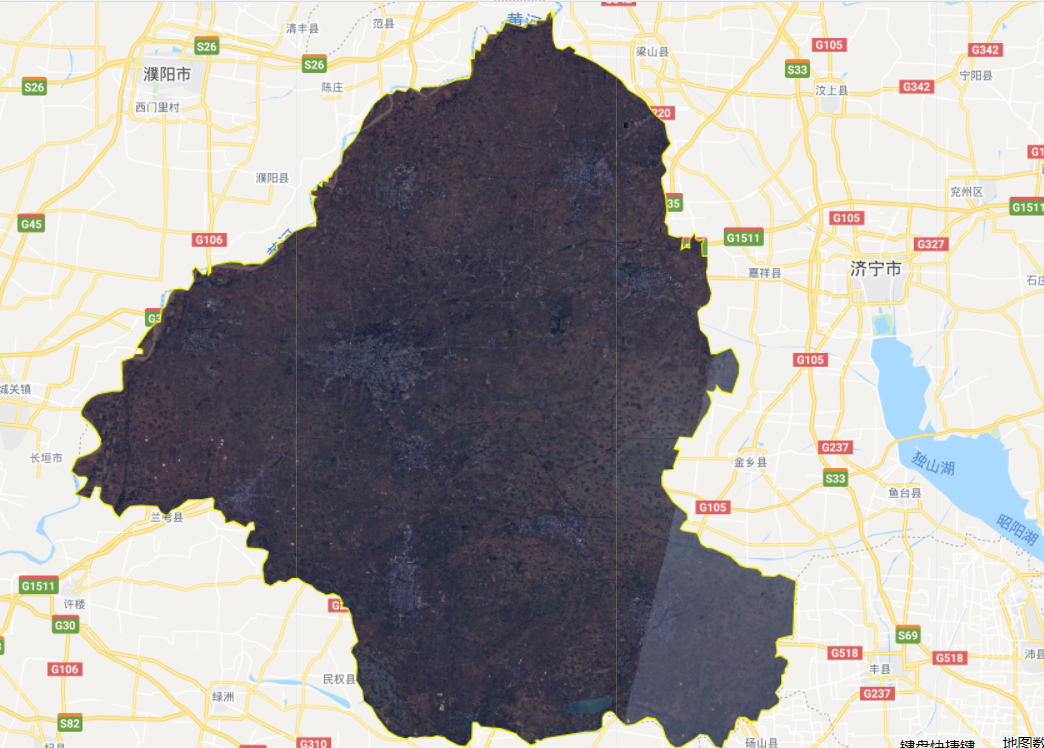 黄河
范县
清丰县
S26
S26
S26
濮阳市
陈庄
西门里村
梁山县
G105
G342
S33
宁阳县
G342
汶上县
濮阳县
兖州区
G45
G1511
G105
G106
G1511
G327
嘉祥县
济宁市
G105
城关镇
长垣市
G237
金乡县
独山湖
S33
鱼台县
G105
兰考县
昭阳湖
G1511
许楼
G30
S69
G518
G518
丰县
沛县
G106
民权县
绿洲
G237
S82
G310
砀山县
键盘快捷键
地图数